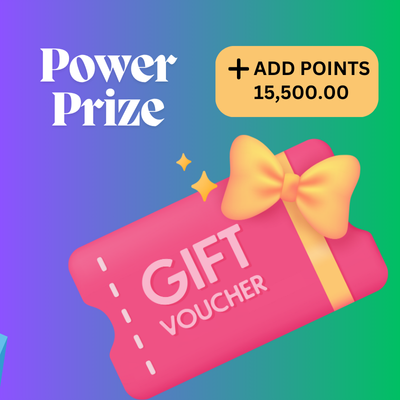 Power
Prize
+ ADD POINTS
15,500.00
GIFT
VOUCHER